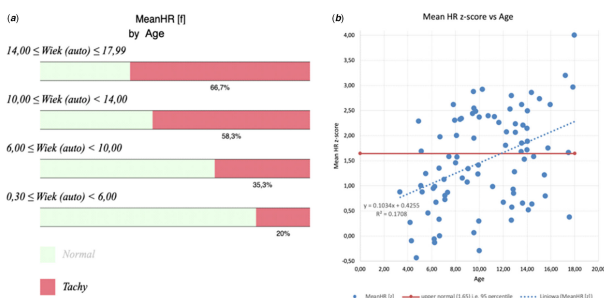 (a)
MeanHR [f]
by Age
14,00 ≤ Wiek (auto) ≤ 17,99
66,7%
10,00 ≤ Wiek (auto) < 14,00
58,3%
6,00 ≤ Wiek (auto) < 10,00
35,3%
0,30 ≤ Wiek (auto) < 6,00
20%
Normal
Tachy
(b)
Mean HR z-score vs Age
4,00
3,50
3,00
2,50
2,00
1,50
1,00
0,50
0,00
-0,50
Mean HR z-score
y = 0.1034x + 0.4255
R² = 0.1708
0,00 2,00 4,00 6,00 8,00 10,00 12,00 14,00 16,00 18,00 20,00
Age
MeanHR [z] upper normal (1.65) i.e. 95 percentile Liniowa (MeanHR [z])